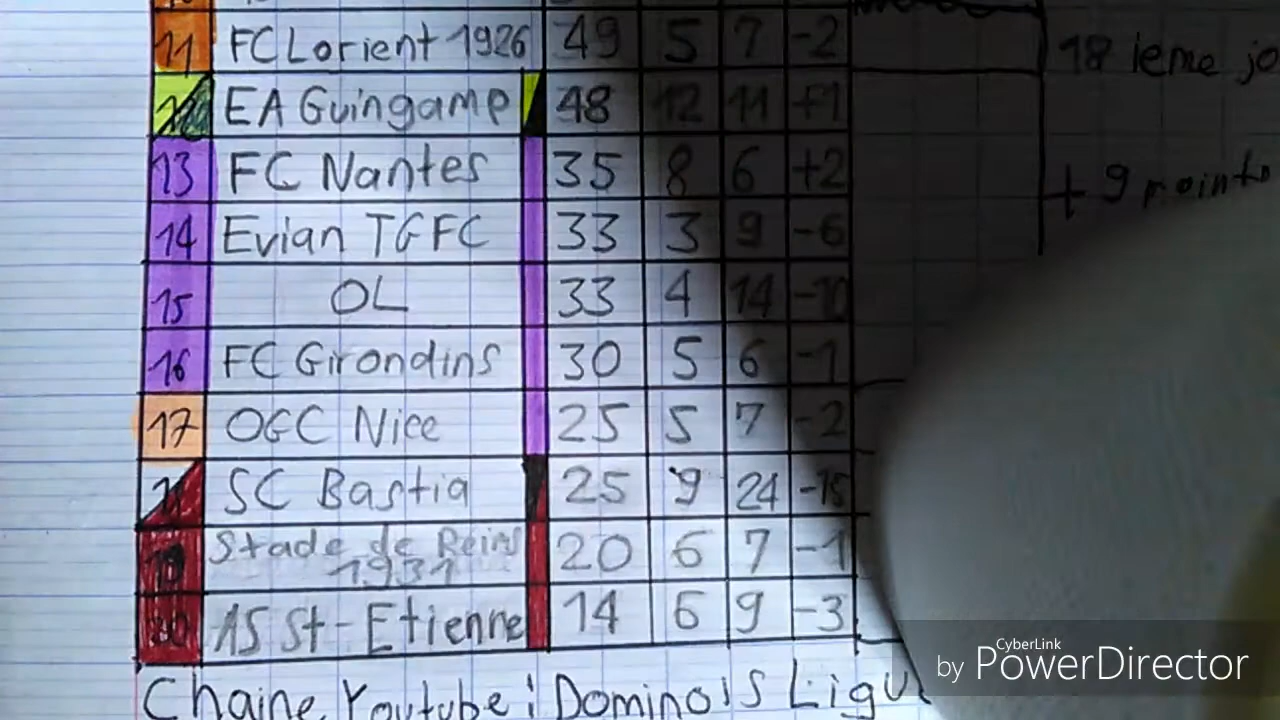 11 FC Lorient 1926 49 5 7 -2
18 ieme jo
EA Guingamp 48 12 11 +1
13 FC Nantes 35 8 6 +2
+ 9 points
14 Evian TGFC 33 3 9 -6
15 OL 33 4 14 -10
16 FC Girondins 30 5 6 -1
17 OGC Nice 25 5 7 -2
SC Bastia 25 9 24 -15
19 Stade de Reims
1931 20 6 7 -1
20 AS St-Etienne 14 6 9 -3
Chaine Youtube : Dominois Ligu
CyberLink
by PowerDirector